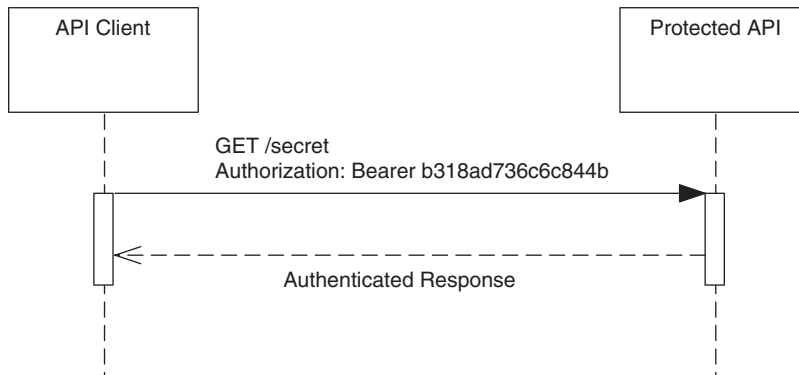 API Client
Protected API
GET /secret
Authorization: Bearer b318ad736c6c844b
Authenticated Response